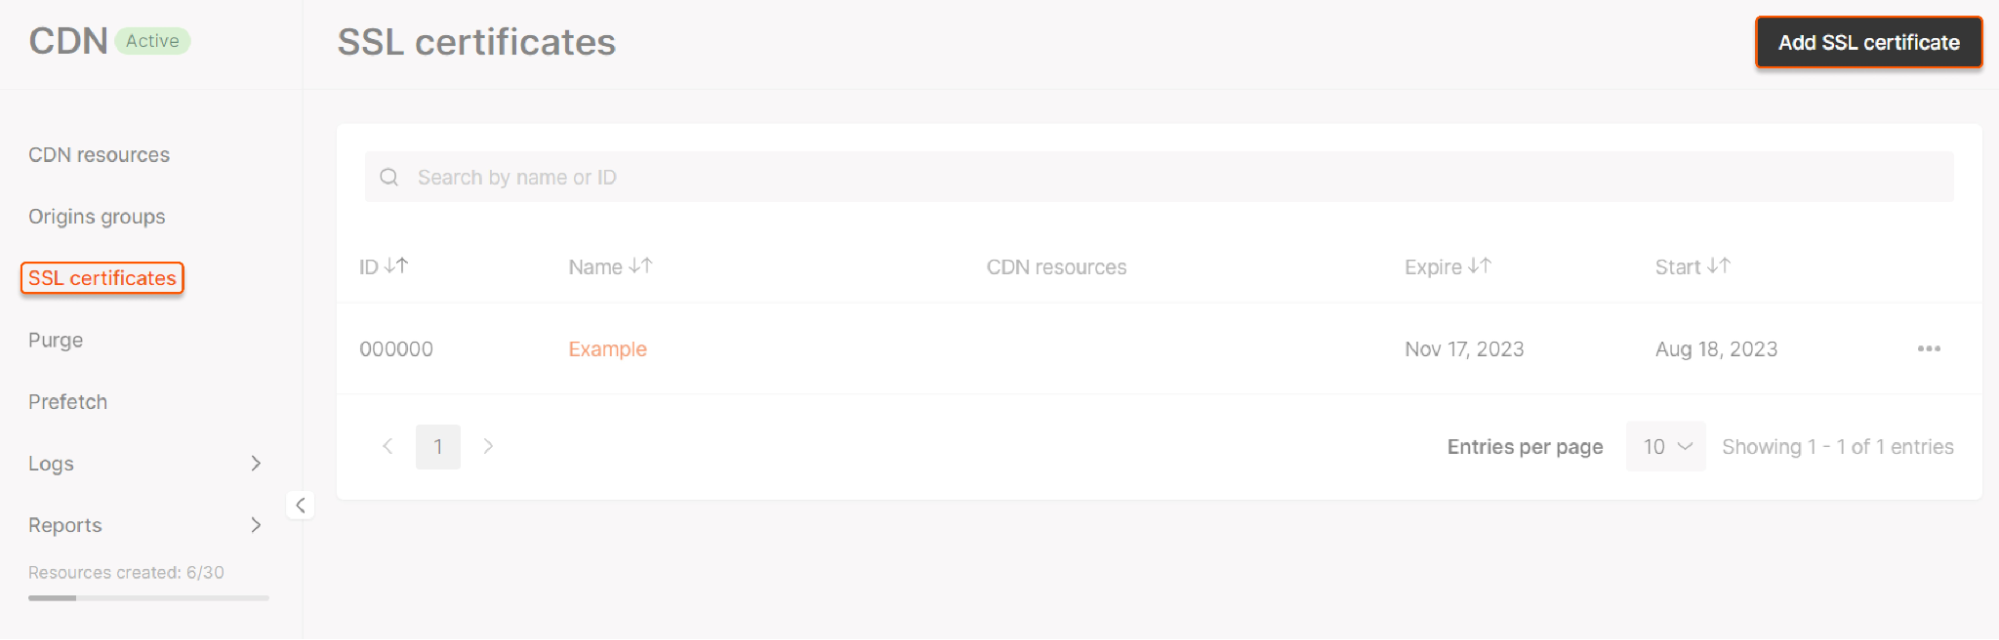 CDN Active
SSL certificates
Add SSL certificate
CDN resources
Origins groups
SSL certificates
Purge
Prefetch
Logs
Reports
Resources created: 6/30
Search by name or ID
ID Name CDN resources Expire Start
000000 Example Nov 17, 2023 Aug 18, 2023
1 Entries per page 10 Showing 1 - 1 of 1 entries